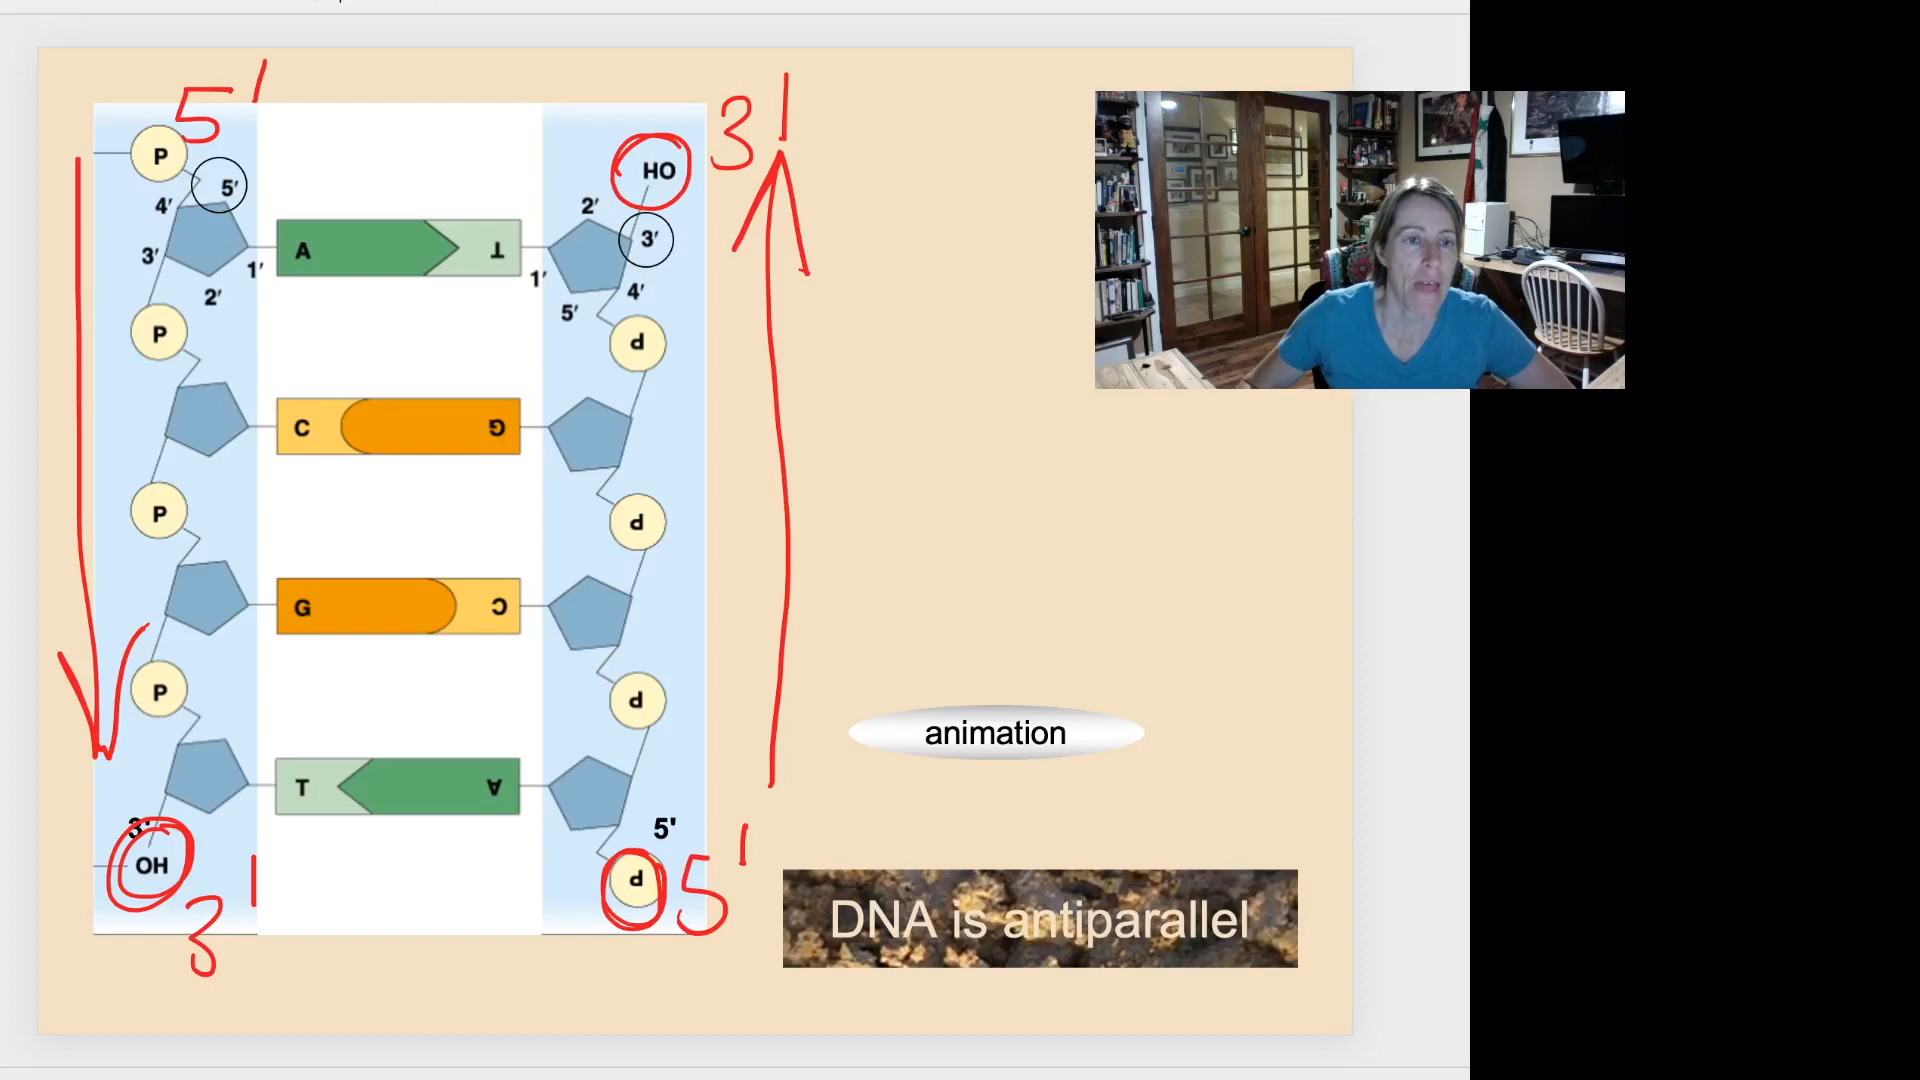 5'
3'
P
HO
5'
4'
2'
3'
3'
A T
1'
1'
2'
4'
5'
P
P
C G
P
P
G C
P
P
T A
3'
5'
OH
P
5'
3'
animation
DNA is antiparallel